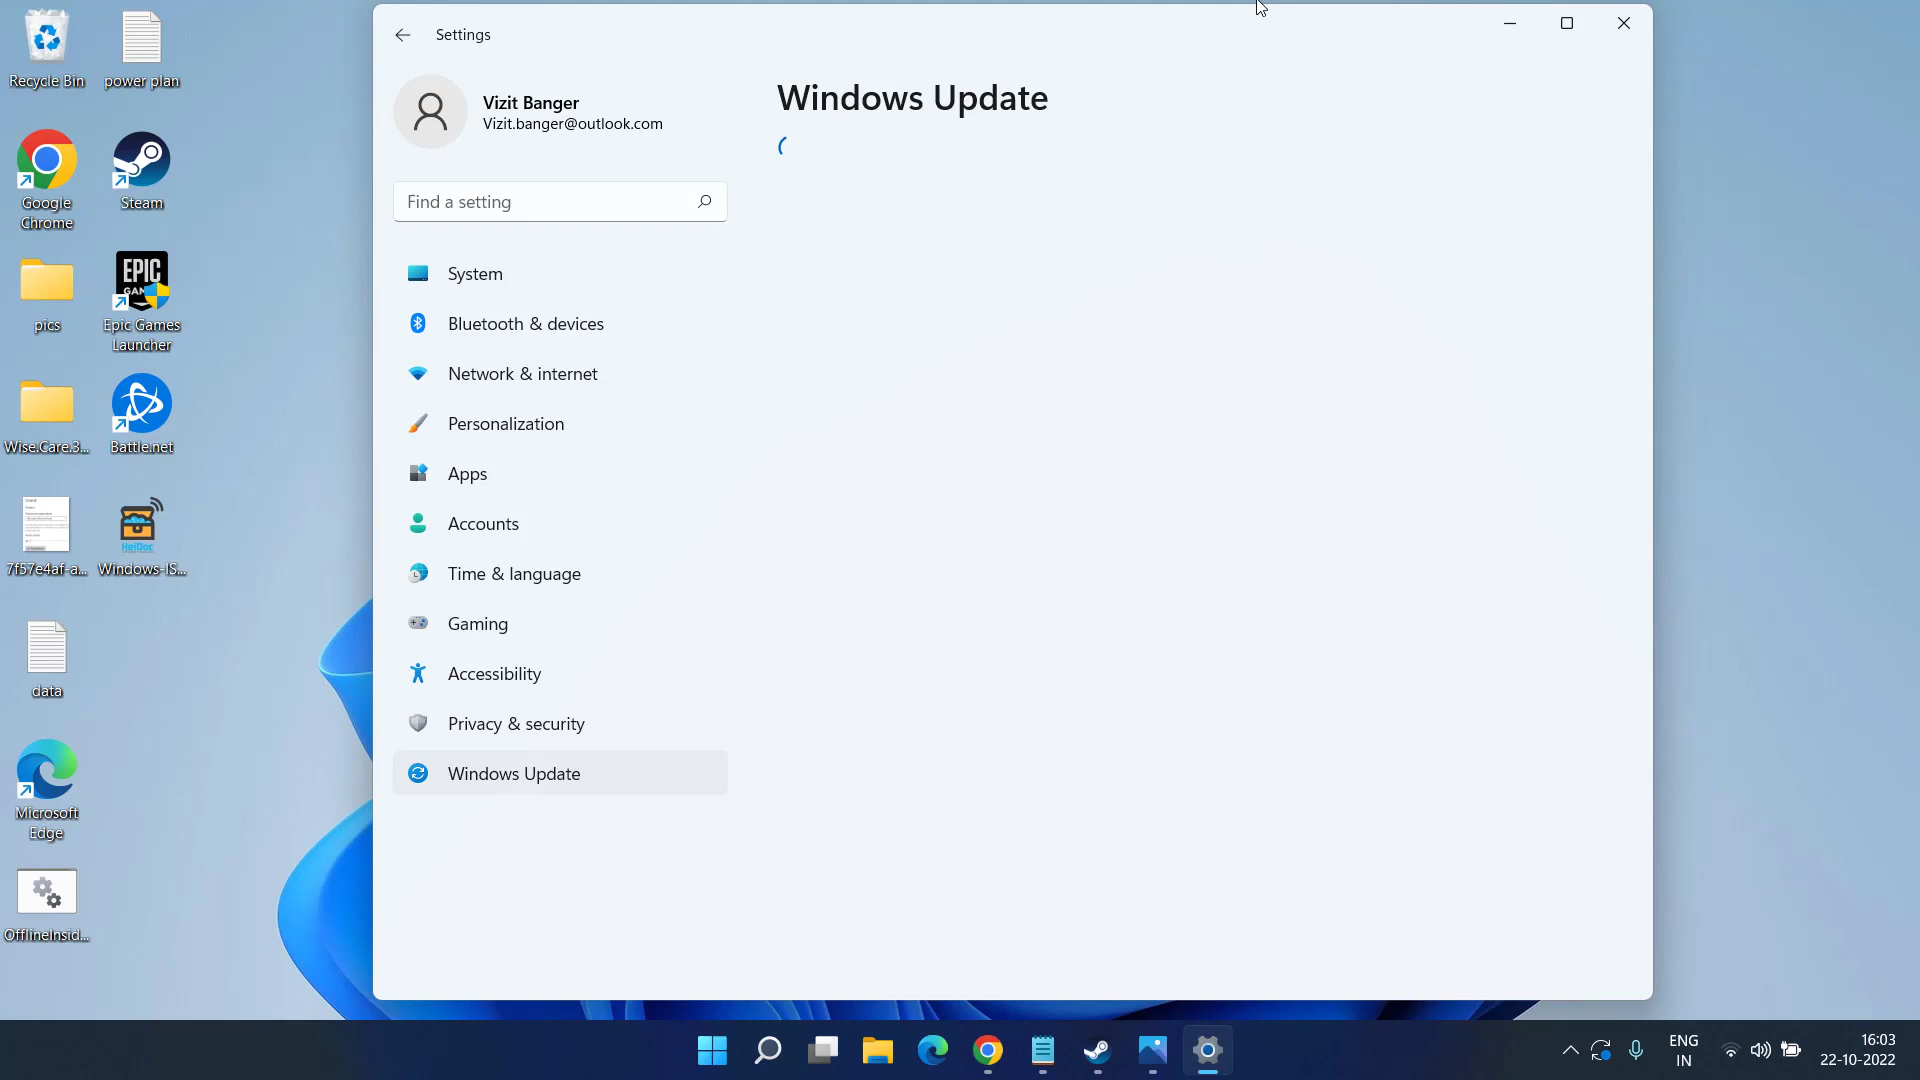 Recycle Bin
power plan
Google
Chrome
Steam
pics
EPIC
GAM
Epic Games
Launcher
Wise.Care.3...
Battle.net
7f57e4af-a...
HeiDoc
Windows-IS...
data
Microsoft
Edge
OfflineInsid...
Settings
Vizit Banger
Vizit.banger@outlook.com
Find a setting
System
Bluetooth & devices
Network & internet
Personalization
Apps
Accounts
Time & language
Gaming
Accessibility
Privacy & security
Windows Update
Windows Update
ENG
IN
16:03
22-10-2022